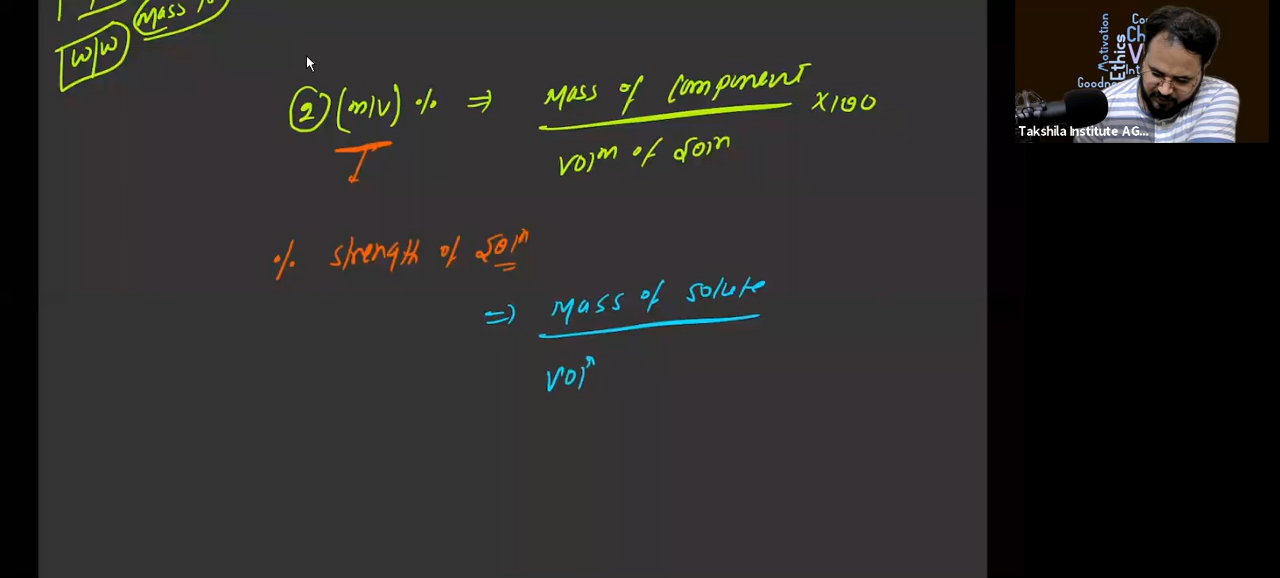 Mass %
w/w
② (m/v) % ⇒ Mass of Component / Volᵐ of Solⁿ ×100
% strength of Solⁿ
⇒ Mass of solute / Volⁿ
Motivation
Ethics
Takshila Institute AG...